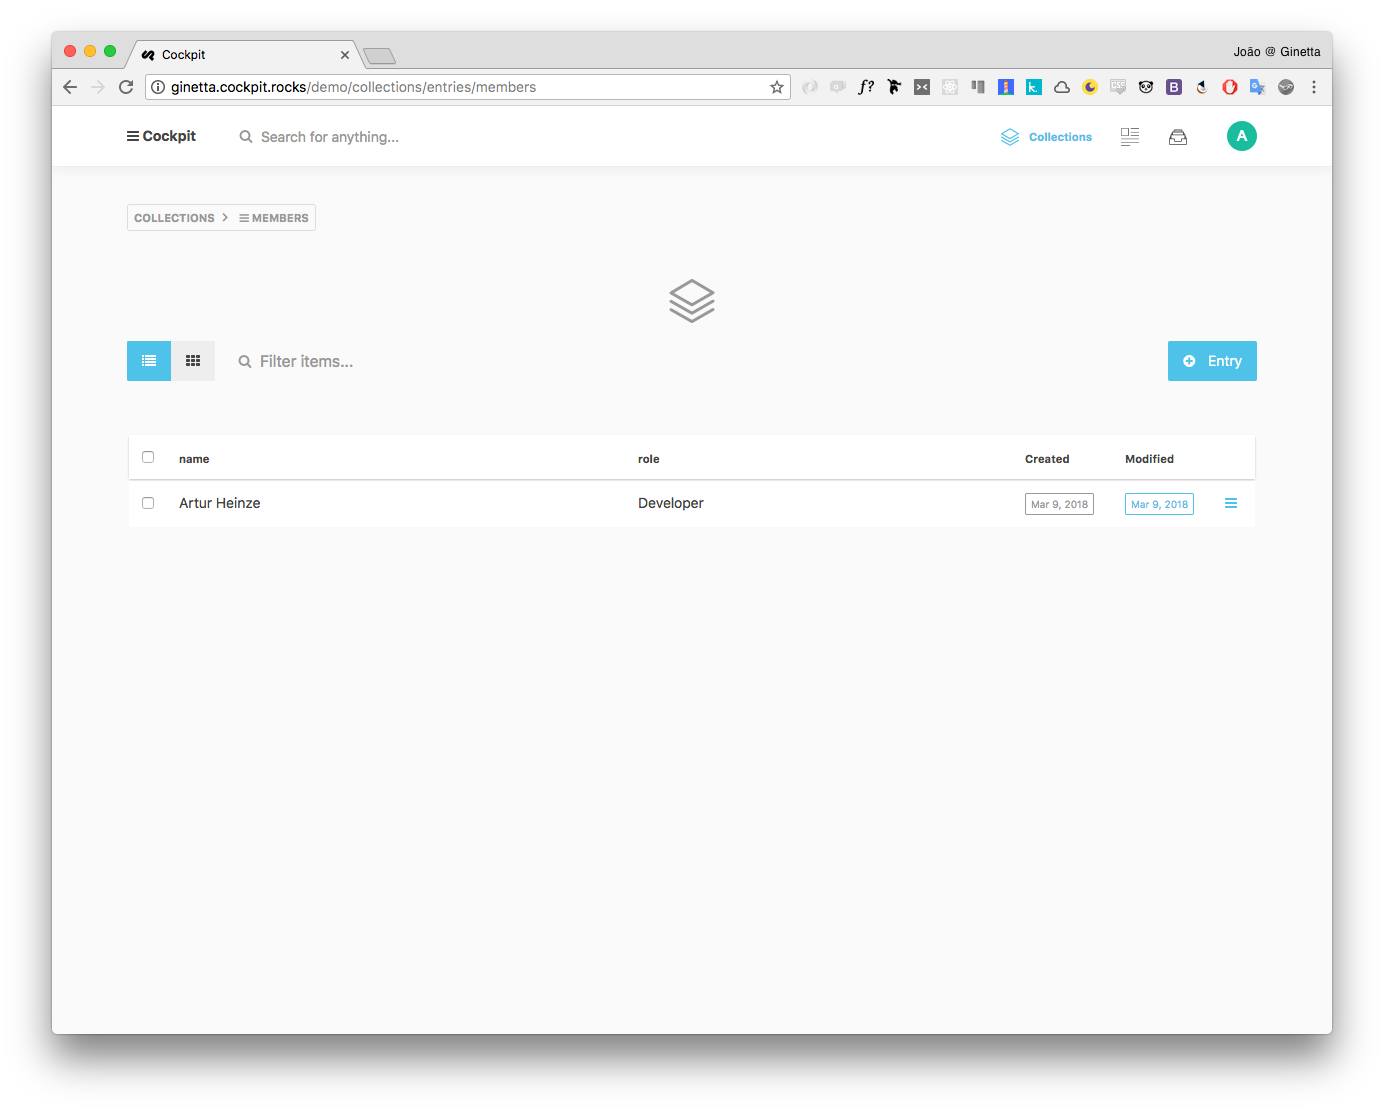 Cockpit
João @ Ginetta
ginetta.cockpit.rocks/demo/collections/entries/members
f?
k.
CSS
B
G
Cockpit
Search for anything...
Collections
A
COLLECTIONS
MEMBERS
Filter items...
Entry
name role Created Modified
Artur Heinze Developer Mar 9, 2018 Mar 9, 2018